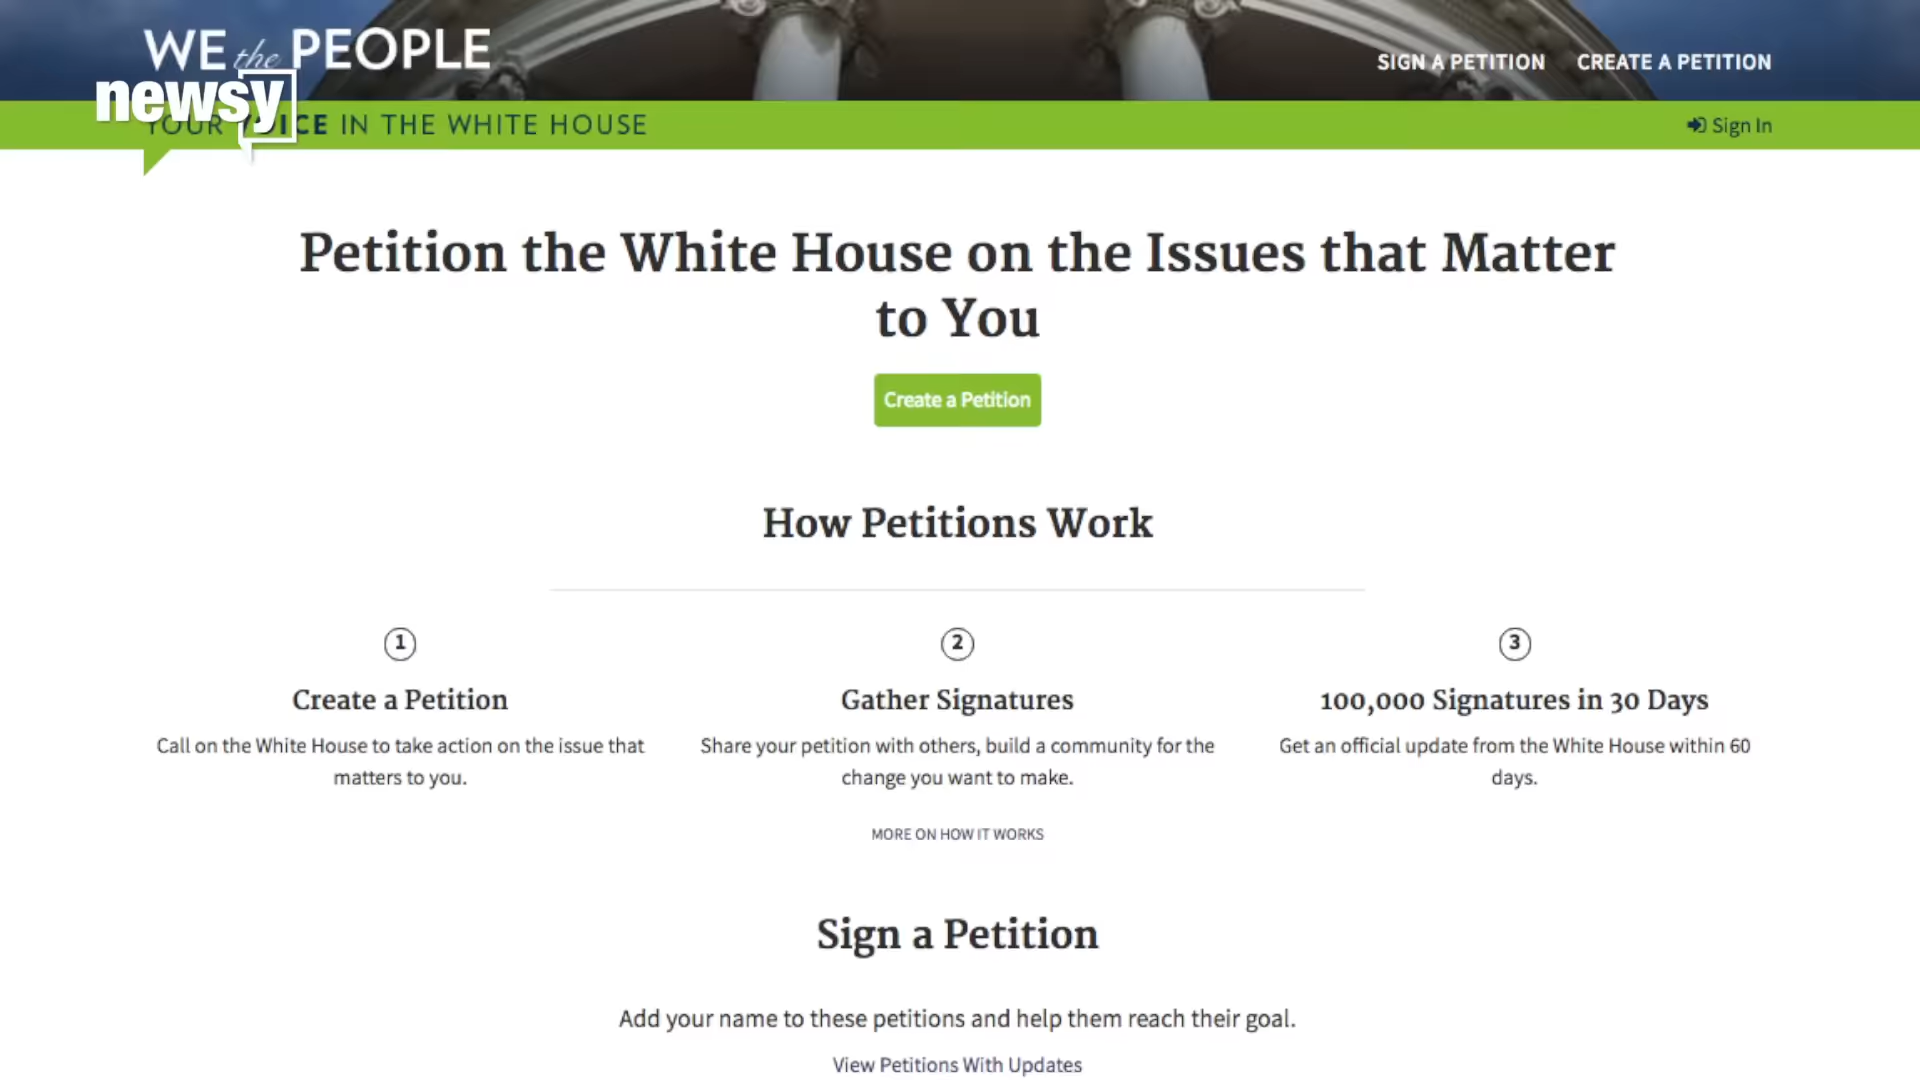 WE the PEOPLE
SIGN A PETITION CREATE A PETITION
newsy
YOUR VOICE IN THE WHITE HOUSE
Sign In
Petition the White House on the Issues that Matter
to You
Create a Petition
How Petitions Work
1
2
3
Create a Petition
Call on the White House to take action on the issue that
matters to you.
Gather Signatures
Share your petition with others, build a community for the
change you want to make.
100,000 Signatures in 30 Days
Get an official update from the White House within 60
days.
MORE ON HOW IT WORKS
Sign a Petition
Add your name to these petitions and help them reach their goal.
View Petitions With Updates